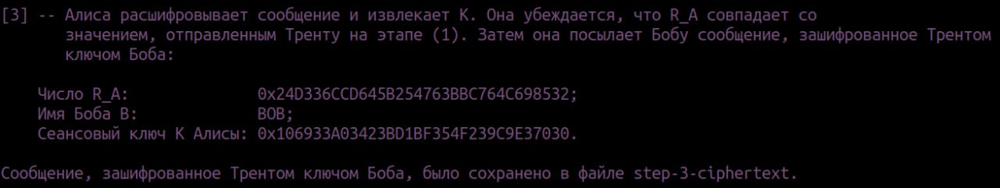 [3] -- Алиса расшифровывает сообщение и извлекает K. Она убеждается, что R_A совпадает со
значением, отправленным Тренту на этапе (1). Затем она посылает Бобу сообщение, зашифрованное Трентом
ключом Боба:
Число R_A: 0x24D336CCD645B254763BBC764C698532;
Имя Боба B: BOB;
Сеансовый ключ K Алисы: 0x106933A03423BD1BF354F239C9E37030.
Сообщение, зашифрованное Трентом ключом Боба, было сохранено в файле step-3-ciphertext.